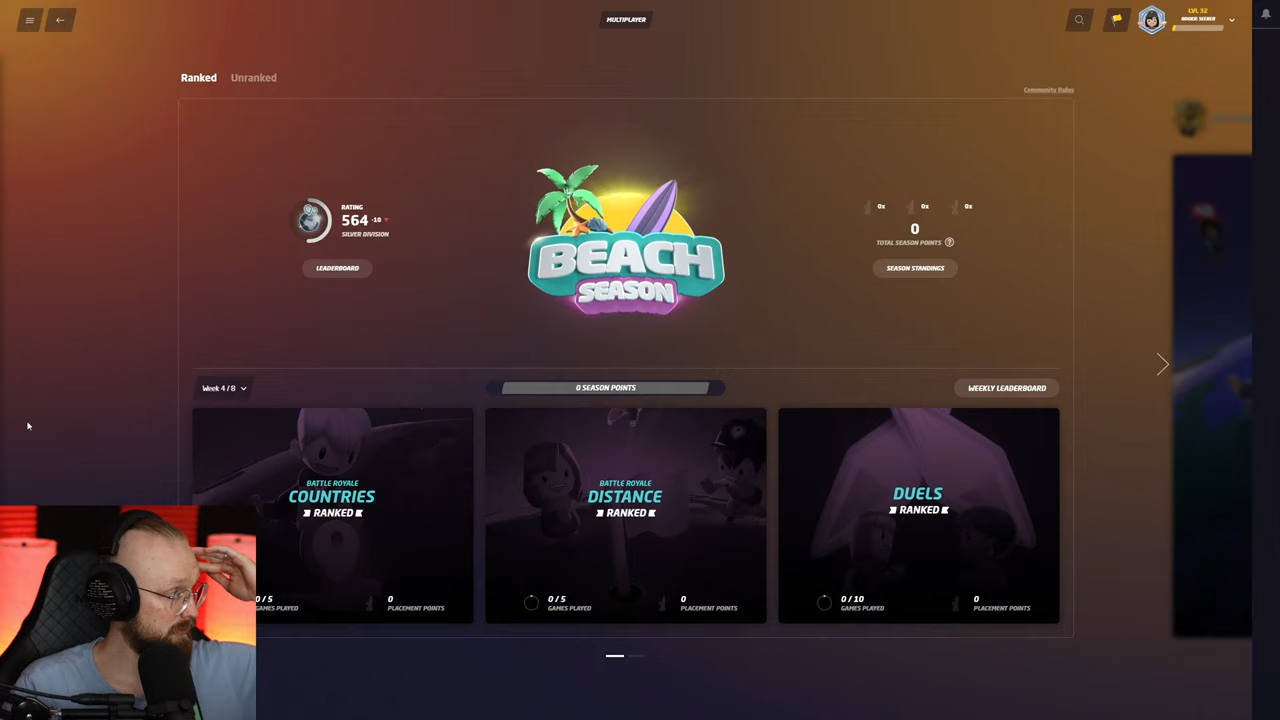 MULTIPLAYER
LVL 32
ROOKIE SEEKER
Ranked
Unranked
Community Rules
RATING
564 -10
SILVER DIVISION
LEADERBOARD
BEACH
SEASON
0x
0x
0x
0
TOTAL SEASON POINTS ?
SEASON STANDINGS
Week 4 / 8
0 SEASON POINTS
WEEKLY LEADERBOARD
BATTLE ROYALE
COUNTRIES
RANKED
0 / 5
GAMES PLAYED
0
PLACEMENT POINTS
BATTLE ROYALE
DISTANCE
RANKED
0 / 5
GAMES PLAYED
0
PLACEMENT POINTS
DUELS
RANKED
0 / 10
GAMES PLAYED
0
PLACEMENT POINTS